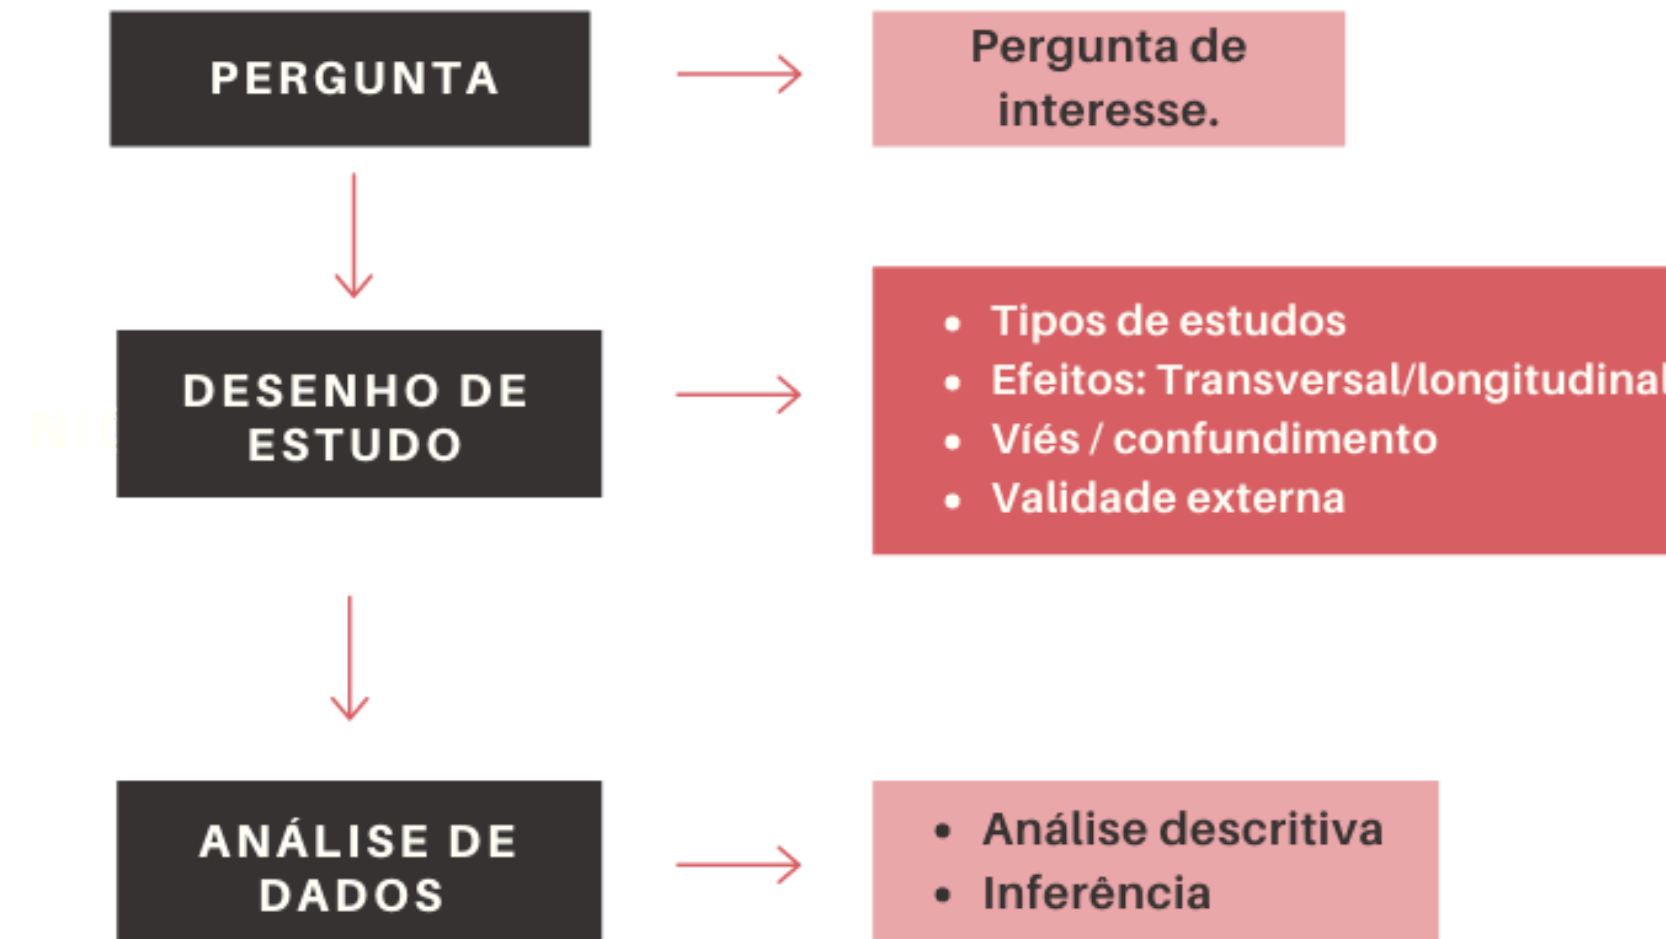 PERGUNTA
Pergunta de
interesse.
DESENHO DE
ESTUDO
• Tipos de estudos
• Efeitos: Transversal/longitudinal
• Víés / confundimento
• Validade externa
ANÁLISE DE
DADOS
• Análise descritiva
• Inferência